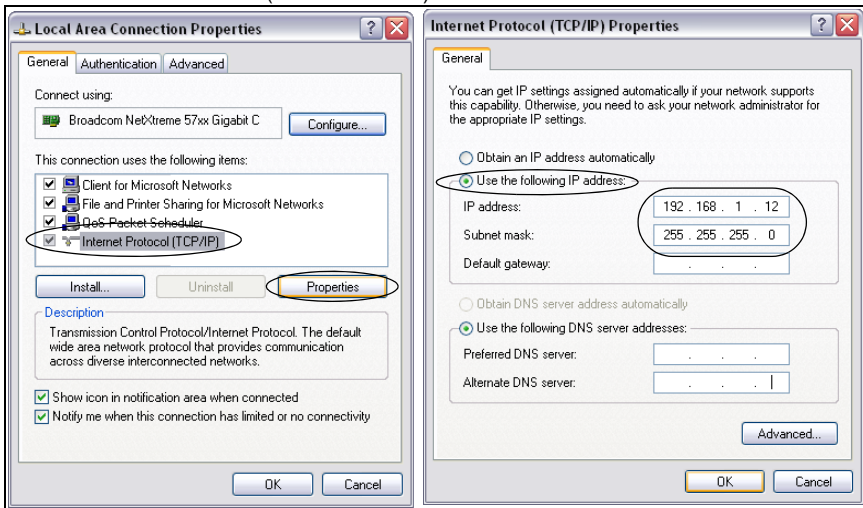 Local Area Connection Properties
General Authentication Advanced
Connect using:
Broadcom NetXtreme 57xx Gigabit C
Configure...
This connection uses the following items:
Client for Microsoft Networks
File and Printer Sharing for Microsoft Networks
QoS Packet Scheduler
Internet Protocol (TCP/IP)
Install... Uninstall Properties
Description
Transmission Control Protocol/Internet Protocol. The default
wide area network protocol that provides communication
across diverse interconnected networks.
Show icon in notification area when connected
Notify me when this connection has limited or no connectivity
OK Cancel
Internet Protocol (TCP/IP) Properties
General
You can get IP settings assigned automatically if your network supports
this capability. Otherwise, you need to ask your network administrator for
the appropriate IP settings.
Obtain an IP address automatically
Use the following IP address:
IP address: 192 . 168 . 1 . 12
Subnet mask: 255 . 255 . 255 . 0
Default gateway: . . .
Obtain DNS server address automatically
Use the following DNS server addresses:
Preferred DNS server: . . .
Alternate DNS server: . . .
Advanced...
OK Cancel